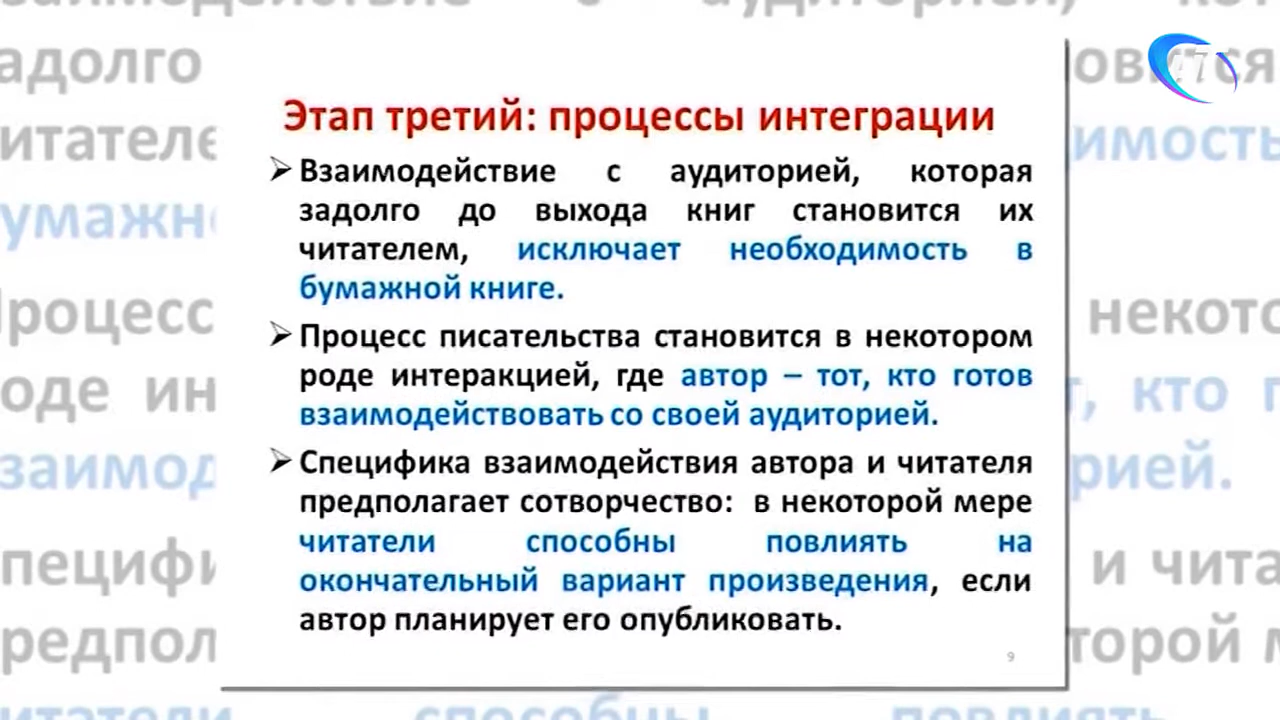 Этап третий: процессы интеграции
Взаимодействие с аудиторией, которая
задолго до выхода книг становится их
читателем, исключает необходимость в
бумажной книге.
Процесс писательства становится в некотором
роде интеракцией, где автор – тот, кто готов
взаимодействовать со своей аудиторией.
Специфика взаимодействия автора и читателя
предполагает сотворчество: в некоторой мере
читатели способны повлиять на
окончательный вариант произведения, если
автор планирует его опубликовать.
9